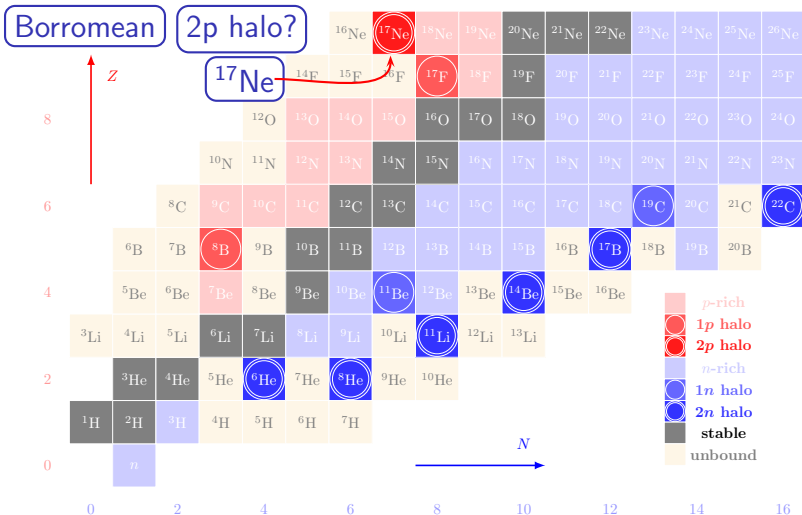 Borromean 2p halo?
¹⁶Ne ¹⁷Ne ¹⁸Ne ¹⁹Ne ²⁰Ne ²¹Ne ²²Ne ²³Ne ²⁴Ne ²⁵Ne ²⁶Ne
Z ¹⁷Ne ¹⁴F ¹⁵F ¹⁶F ¹⁷F ¹⁸F ¹⁹F ²⁰F ²¹F ²²F ²³F ²⁴F ²⁵F
8 ¹²O ¹³O ¹⁴O ¹⁵O ¹⁶O ¹⁷O ¹⁸O ¹⁹O ²⁰O ²¹O ²²O ²³O ²⁴O
¹⁰N ¹¹N ¹²N ¹³N ¹⁴N ¹⁵N ¹⁶N ¹⁷N ¹⁸N ¹⁹N ²⁰N ²¹N ²²N ²³N
6 ⁸C ⁹C ¹⁰C ¹¹C ¹²C ¹³C ¹⁴C ¹⁵C ¹⁶C ¹⁷C ¹⁸C ¹⁹C ²⁰C ²¹C ²²C
⁶B ⁷B ⁸B ⁹B ¹⁰B ¹¹B ¹²B ¹³B ¹⁴B ¹⁵B ¹⁶B ¹⁷B ¹⁸B ¹⁹B ²⁰B
4 ⁵Be ⁶Be ⁷Be ⁸Be ⁹Be ¹⁰Be ¹¹Be ¹²Be ¹³Be ¹⁴Be ¹⁵Be ¹⁶Be
³Li ⁴Li ⁵Li ⁶Li ⁷Li ⁸Li ⁹Li ¹⁰Li ¹¹Li ¹²Li ¹³Li
2 ³He ⁴He ⁵He ⁶He ⁷He ⁸He ⁹He ¹⁰He
¹H ²H ³H ⁴H ⁵H ⁶H ⁷H
0 n
N
p-rich
1p halo
2p halo
n-rich
1n halo
2n halo
stable
unbound
0 2 4 6 8 10 12 14 16